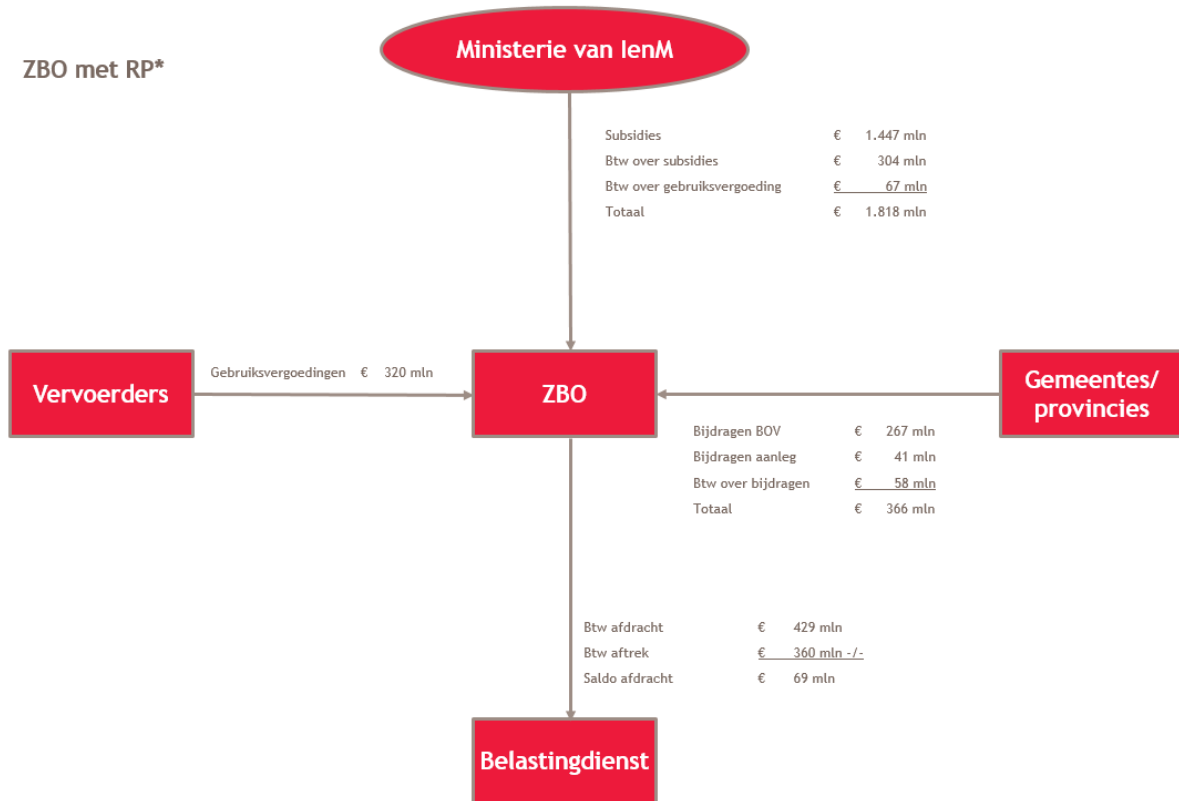 Ministerie van IenM
ZBO met RP*
Subsidies € 1.447 mln
Btw over subsidies € 304 mln
Btw over gebruiksvergoeding € 67 mln
Totaal € 1.818 mln
Vervoerders
Gebruiksvergoedingen € 320 mln
ZBO
Gemeentes/
provincies
Bijdragen BOV € 267 mln
Bijdragen aanleg € 41 mln
Btw over bijdragen € 58 mln
Totaal € 366 mln
Btw afdracht € 429 mln
Btw aftrek € 360 mln -/-
Saldo afdracht € 69 mln
Belastingdienst